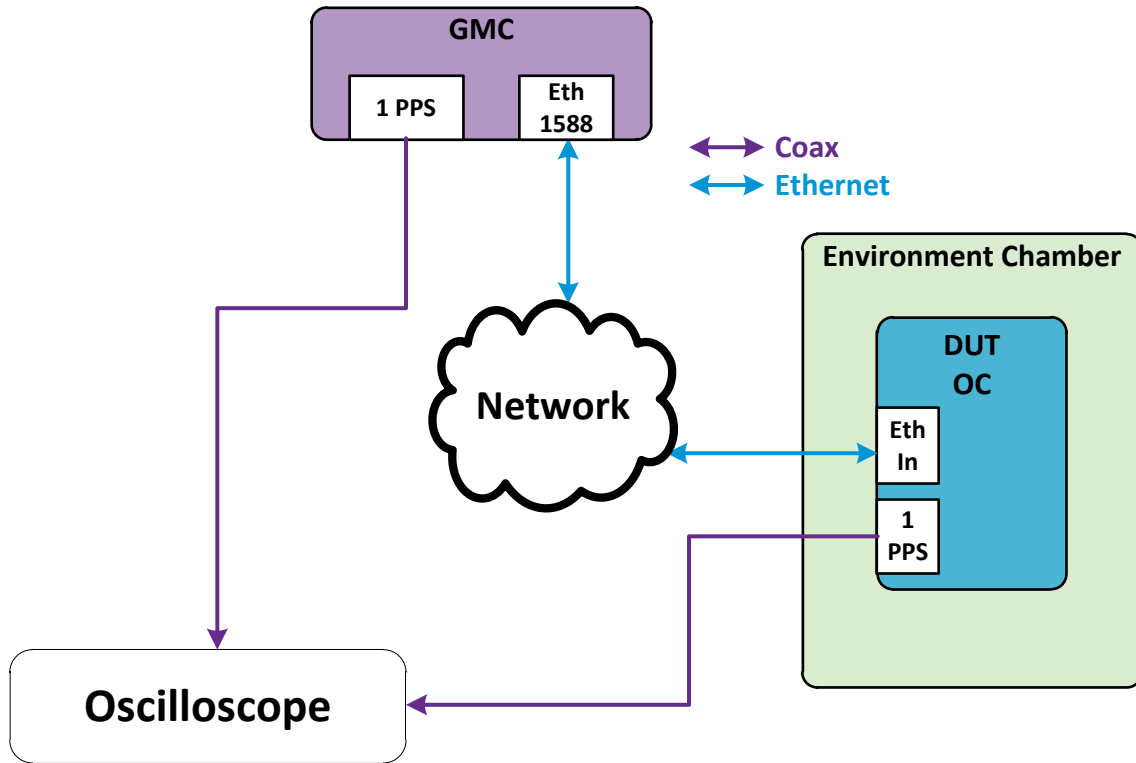 GMC
1 PPS
Eth
1588
Coax
Ethernet
Environment Chamber
DUT
OC
Network
Eth
In
1
PPS
Oscilloscope